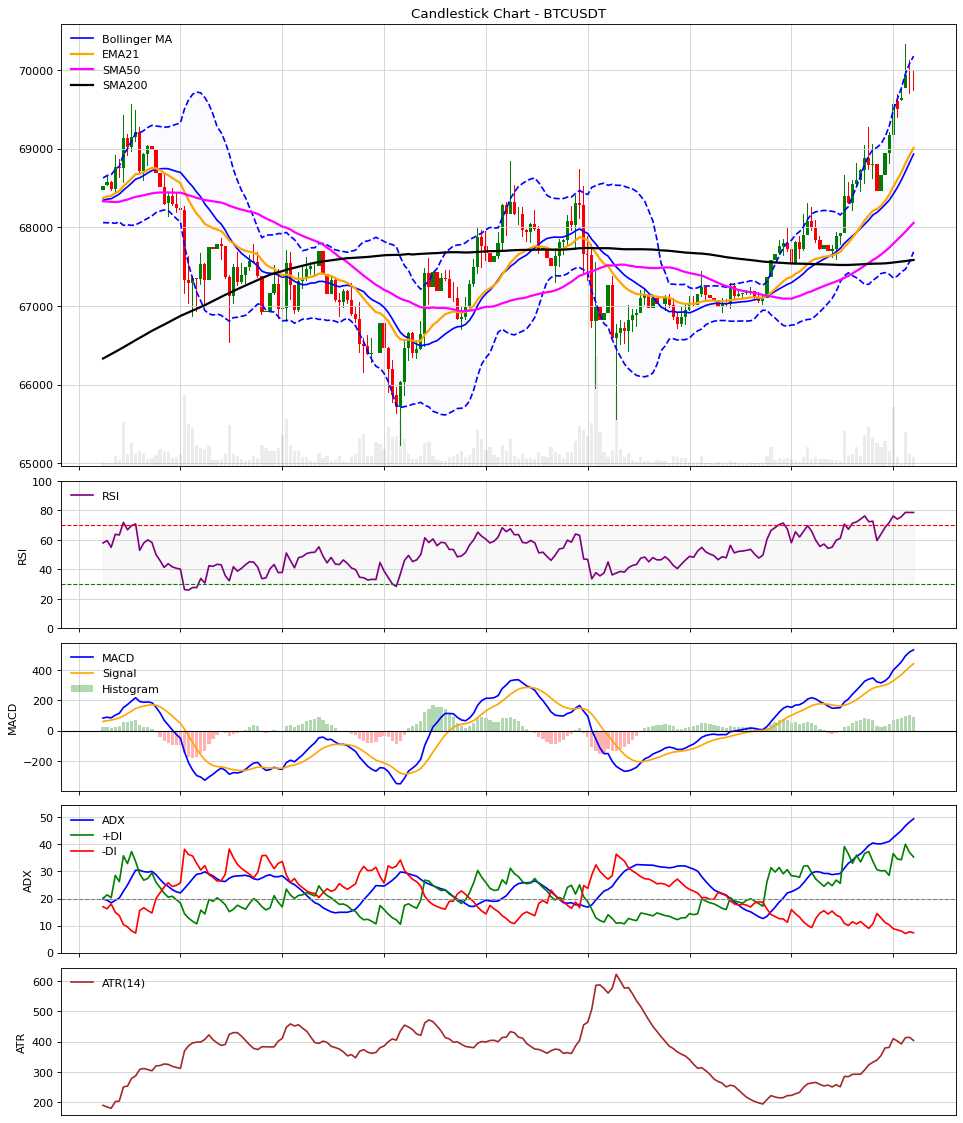 Candlestick Chart - BTCUSDT
Bollinger MA
EMA21
SMA50
SMA200
70000
69000
68000
67000
66000
65000
RSI
RSI
100
80
60
40
20
0
MACD
Signal
Histogram
MACD
400
200
0
−200
ADX
+DI
-DI
ADX
50
40
30
20
10
0
ATR(14)
ATR
600
500
400
300
200